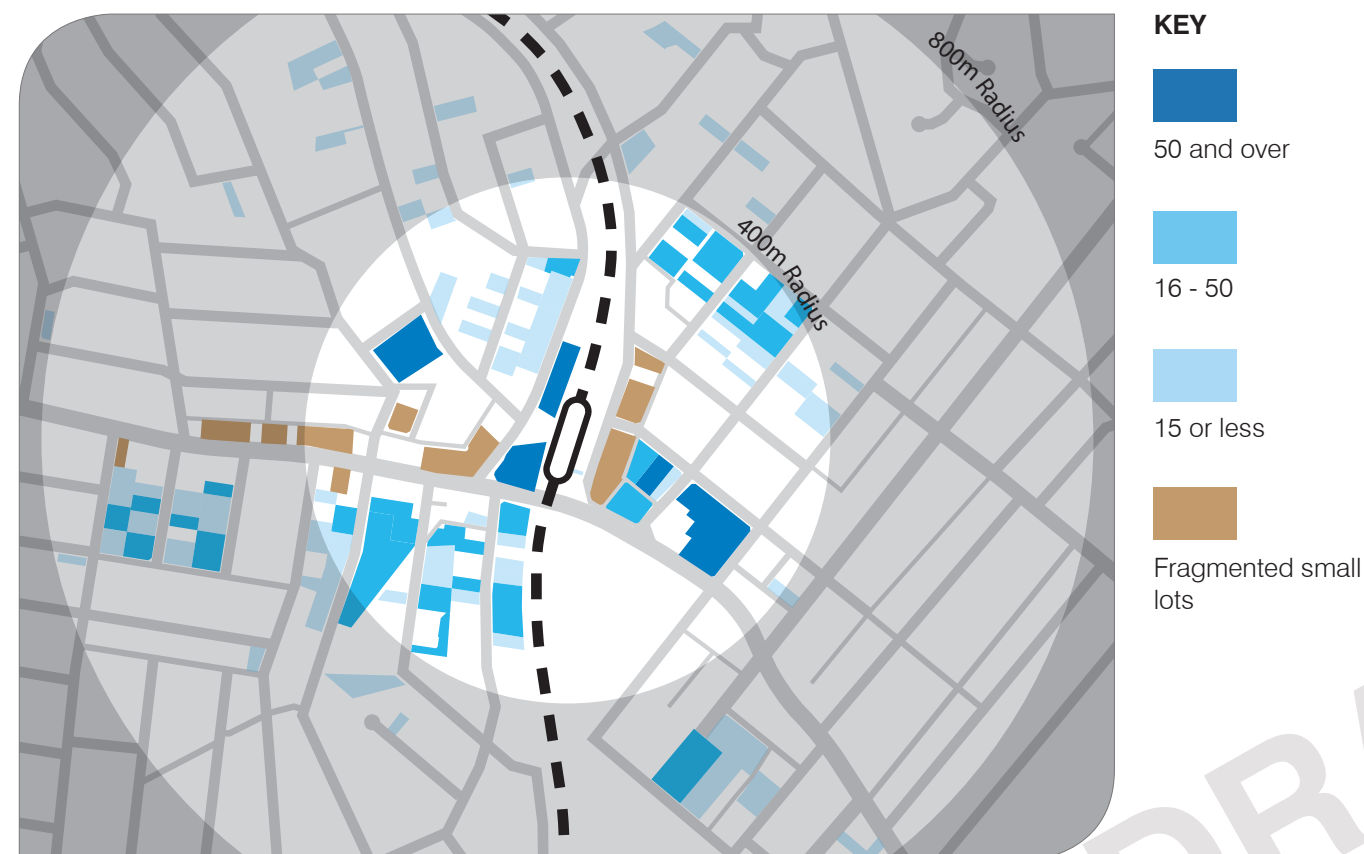 KEY
800m Radius
50 and over
400m Radius
16 - 50
15 or less
Fragmented small
lots